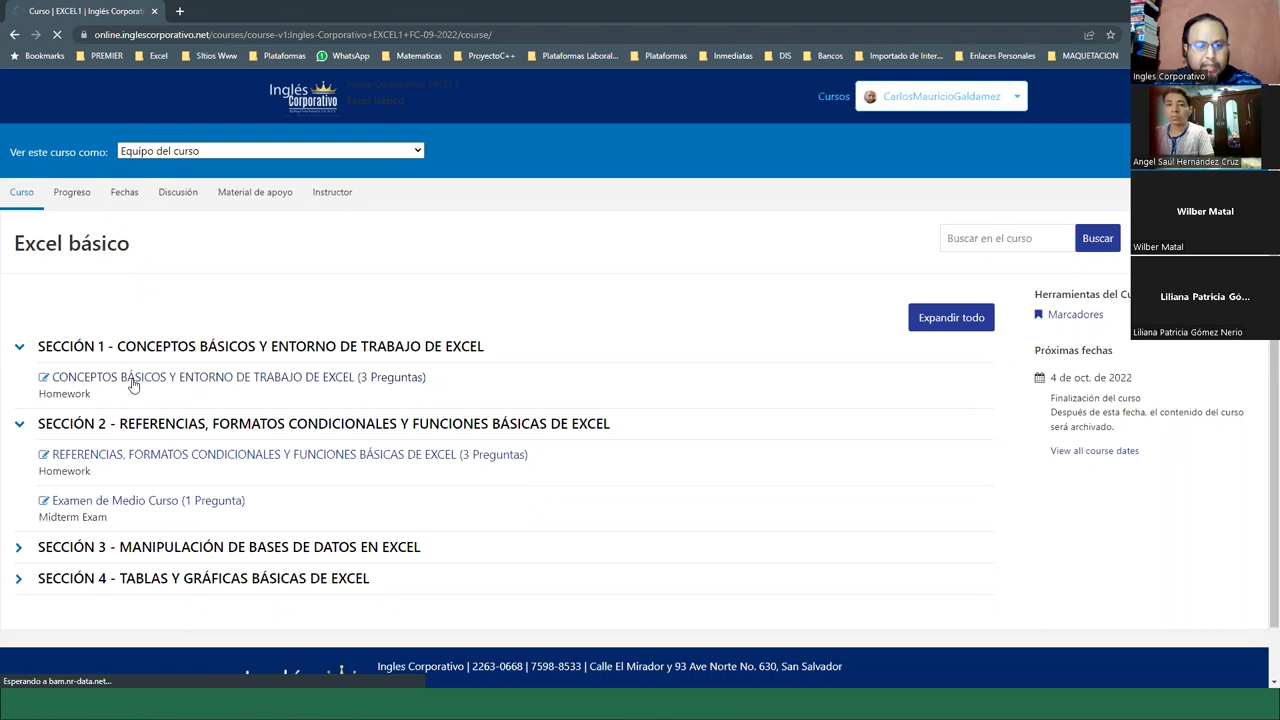 Curso | EXCEL1 | Inglés Corporati
online.inglescorporativo.net/courses/course-v1:Ingles-Corporativo+EXCEL1+FC-09-2022/course/
Bookmarks PREMIER Excel Sitios Www Plataformas WhatsApp Matematicas ProyectoC++ Plataformas Laboral... Plataformas Inmediatas DIS Bancos Importado de Inter... Enlaces Personales MAQUETACION
Inglés Corporativo
Ingles Corporativo: EXCEL1
Excel básico
Cursos
CarlosMauricioGaldamez
Ver este curso como:
Equipo del curso
Curso Progreso Fechas Discusión Material de apoyo Instructor
Excel básico
Buscar en el curso
Buscar
Expandir todo
SECCIÓN 1 - CONCEPTOS BÁSICOS Y ENTORNO DE TRABAJO DE EXCEL
CONCEPTOS BÁSICOS Y ENTORNO DE TRABAJO DE EXCEL (3 Preguntas)
Homework
SECCIÓN 2 - REFERENCIAS, FORMATOS CONDICIONALES Y FUNCIONES BÁSICAS DE EXCEL
REFERENCIAS, FORMATOS CONDICIONALES Y FUNCIONES BÁSICAS DE EXCEL (3 Preguntas)
Homework
Examen de Medio Curso (1 Pregunta)
Midterm Exam
SECCIÓN 3 - MANIPULACIÓN DE BASES DE DATOS EN EXCEL
SECCIÓN 4 - TABLAS Y GRÁFICAS BÁSICAS DE EXCEL
Herramientas del Cu
Marcadores
Próximas fechas
4 de oct. de 2022
Finalización del curso
Después de esta fecha, el contenido del curso
será archivado.
View all course dates
Ingles Corporativo | 2263-0668 | 7598-8533 | Calle El Mirador y 93 Ave Norte No. 630, San Salvador
Esperando a bam.nr-data.net...
Ingles Corporativo
Angel Saúl Hernández Cruz
Wilber Matal
Wilber Matal
Liliana Patricia Gó...
Liliana Patricia Gómez Nerio